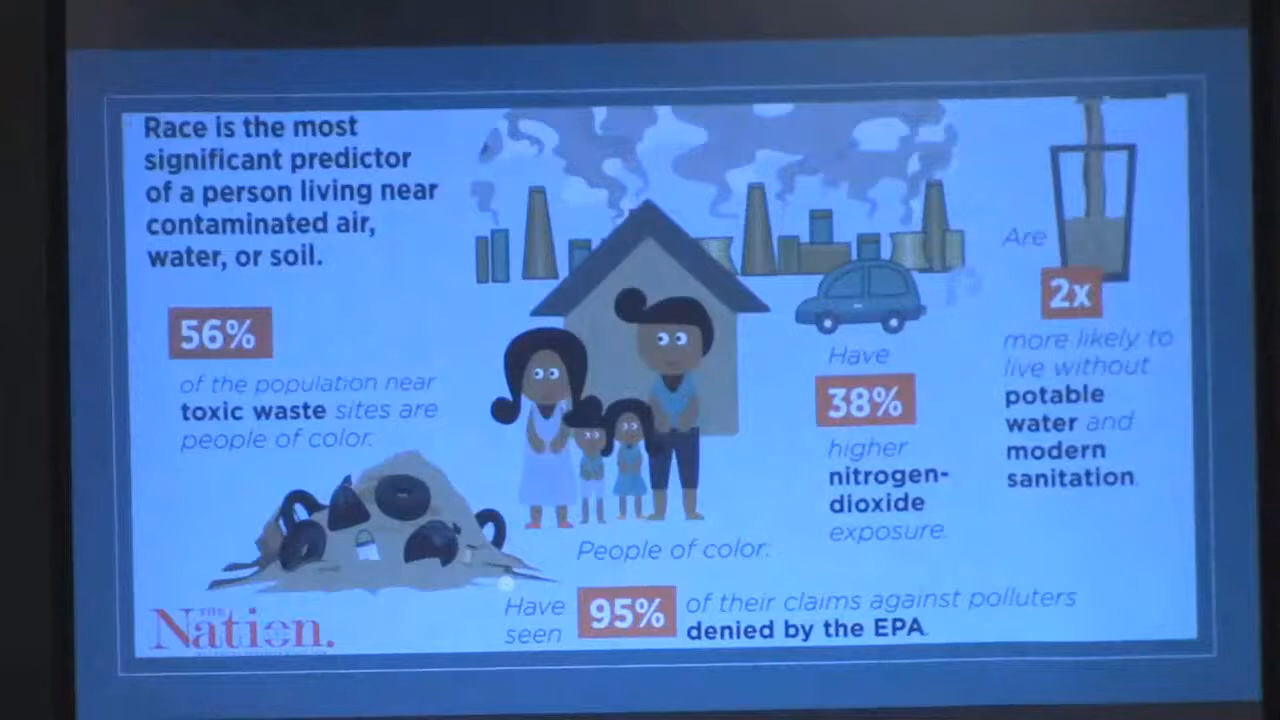 Race is the most
significant predictor
of a person living near
contaminated air,
water, or soil.
56%
of the population near
toxic waste sites are
people of color.
People of color:
Have
38%
higher
nitrogen-
dioxide
exposure.
Are
2x
more likely to
live without
potable
water and
modern
sanitation.
Have
seen
95%
of their claims against polluters
denied by the EPA.
THE
Nation.